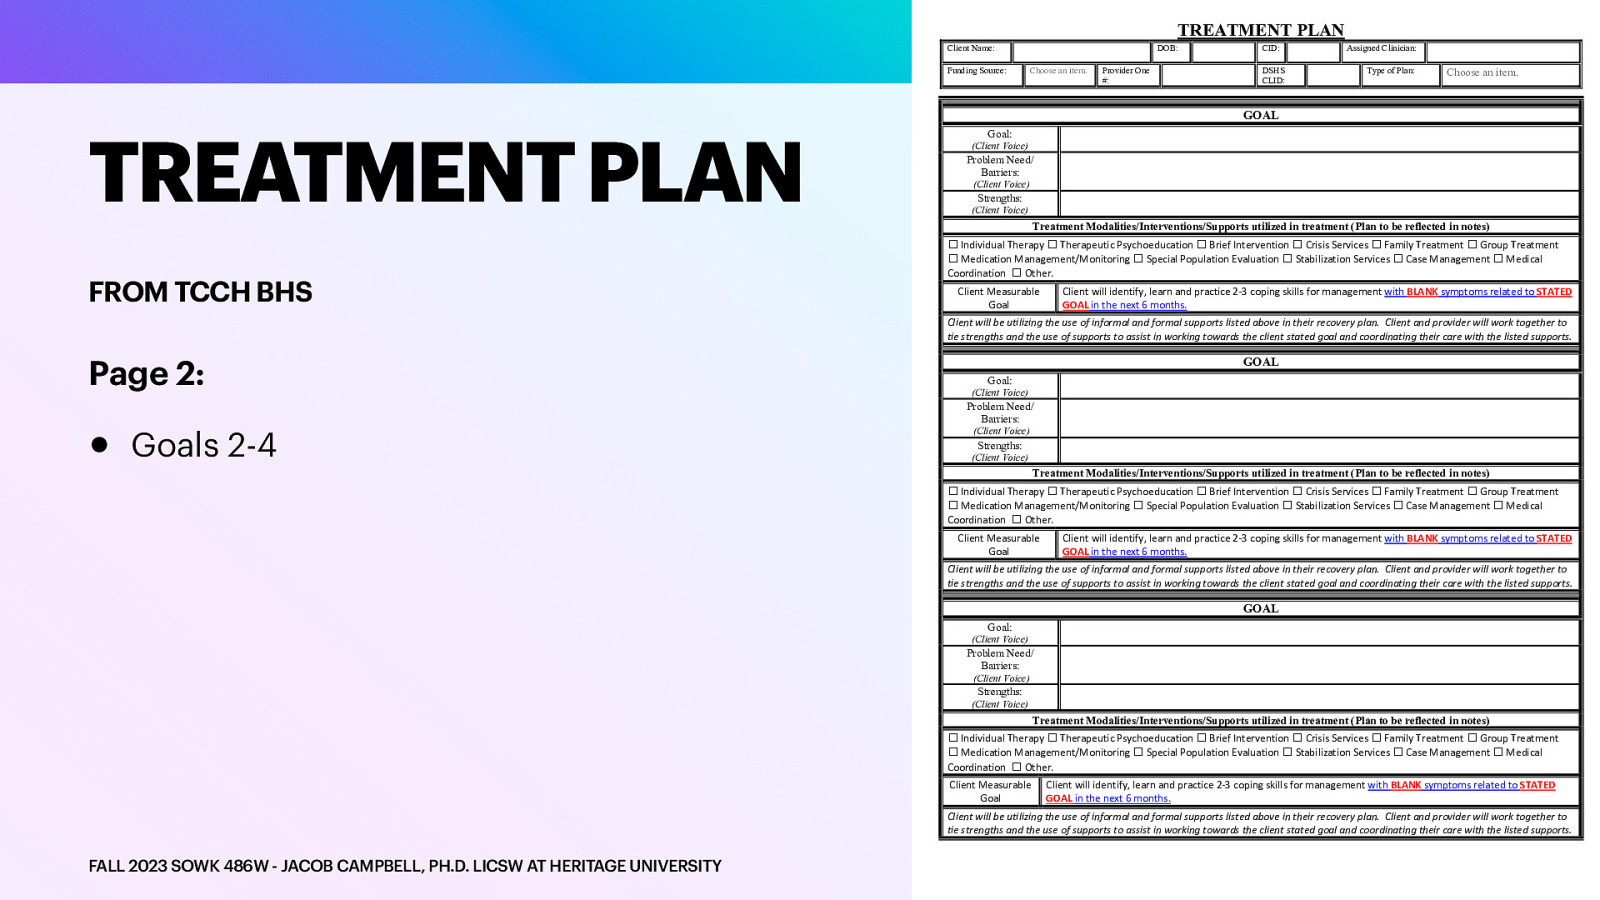 TREATMENT PLAN
FROM TCCH BHS
Page 2:
● Goals 2-4
FALL 2023 SOWK 486W - JACOB CAMPBELL, PH.D. LICSW AT HERITAGE UNIVERSITY
TREATMENT PLAN
Client Name: DOB: CID: Assigned Clinician:
Funding Source: Choose an item. Provider One #: DSHS CLID: Type of Plan: Choose an item.
GOAL
Goal:
(Client Voice)
Problem Need/
Barriers:
(Client Voice)
Strengths:
(Client Voice)
Treatment Modalities/Interventions/Supports utilized in treatment (Plan to be reflected in notes)
☐ Individual Therapy ☐ Therapeutic Psychoeducation ☐ Brief Intervention ☐ Crisis Services ☐ Family Treatment ☐ Group Treatment
☐ Medication Management/Monitoring ☐ Special Population Evaluation ☐ Stabilization Services ☐ Case Management ☐ Medical
Coordination ☐ Other.
Client Measurable
Goal
Client will identify, learn and practice 2-3 coping skills for management with BLANK symptoms related to STATED
GOAL in the next 6 months.
Client will be utilizing the use of informal and formal supports listed above in their recovery plan. Client and provider will work together to
tie strengths and the use of supports to assist in working towards the client stated goal and coordinating their care with the listed supports.
GOAL
Goal:
(Client Voice)
Problem Need/
Barriers:
(Client Voice)
Strengths:
(Client Voice)
Treatment Modalities/Interventions/Supports utilized in treatment (Plan to be reflected in notes)
☐ Individual Therapy ☐ Therapeutic Psychoeducation ☐ Brief Intervention ☐ Crisis Services ☐ Family Treatment ☐ Group Treatment
☐ Medication Management/Monitoring ☐ Special Population Evaluation ☐ Stabilization Services ☐ Case Management ☐ Medical
Coordination ☐ Other.
Client Measurable
Goal
Client will identify, learn and practice 2-3 coping skills for management with BLANK symptoms related to STATED
GOAL in the next 6 months.
Client will be utilizing the use of informal and formal supports listed above in their recovery plan. Client and provider will work together to
tie strengths and the use of supports to assist in working towards the client stated goal and coordinating their care with the listed supports.
GOAL
Goal:
(Client Voice)
Problem Need/
Barriers:
(Client Voice)
Strengths:
(Client Voice)
Treatment Modalities/Interventions/Supports utilized in treatment (Plan to be reflected in notes)
☐ Individual Therapy ☐ Therapeutic Psychoeducation ☐ Brief Intervention ☐ Crisis Services ☐ Family Treatment ☐ Group Treatment
☐ Medication Management/Monitoring ☐ Special Population Evaluation ☐ Stabilization Services ☐ Case Management ☐ Medical
Coordination ☐ Other.
Client Measurable
Goal
Client will identify, learn and practice 2-3 coping skills for management with BLANK symptoms related to STATED
GOAL in the next 6 months.
Client will be utilizing the use of informal and formal supports listed above in their recovery plan. Client and provider will work together to
tie strengths and the use of supports to assist in working towards the client stated goal and coordinating their care with the listed supports.